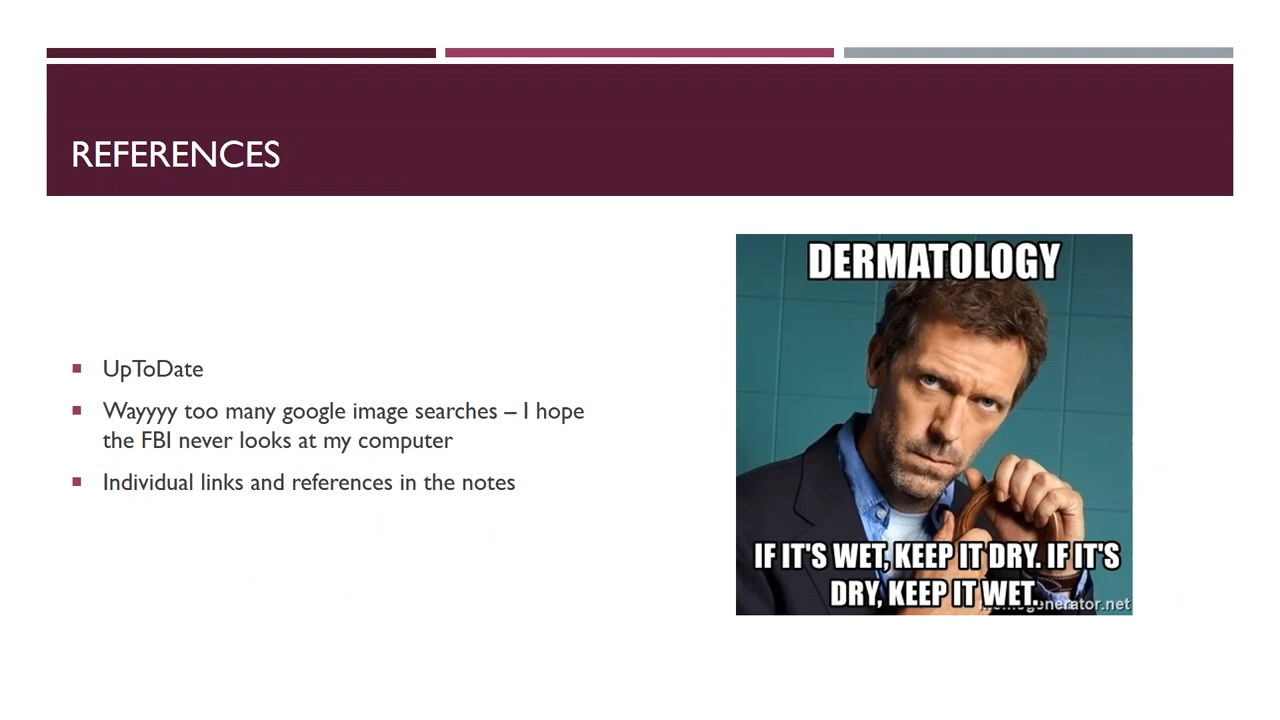 REFERENCES
UpToDate
Wayyyy too many google image searches – I hope
the FBI never looks at my computer
Individual links and references in the notes
DERMATOLOGY
IF IT'S WET, KEEP IT DRY. IF IT'S
DRY, KEEP IT WET.
memegenerator.net